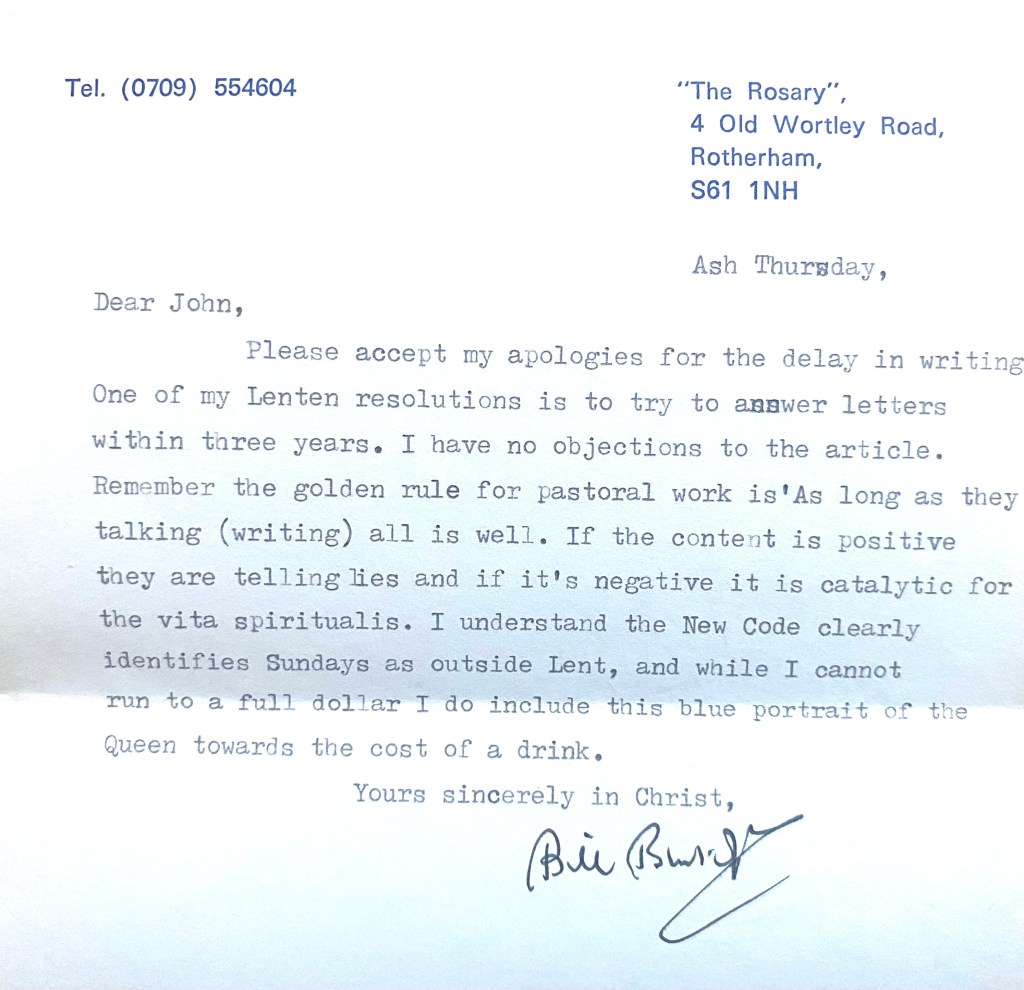 Tel. (0709) 554604
"The Rosary",
4 Old Wortley Road,
Rotherham,
S61 1NH
Ash Thursday,
Dear John,
Please accept my apologies for the delay in writing
One of my Lenten resolutions is to try to answer letters
within three years. I have no objections to the article.
Remember the golden rule for pastoral work is'As long as they
talking (writing) all is well. If the content is positive
they are telling lies and if it's negative it is catalytic for
the vita spiritualis. I understand the New Code clearly
identifies Sundays as outside Lent, and while I cannot
run to a full dollar I do include this blue portrait of the
Queen towards the cost of a drink.
Yours sincerely in Christ,
Bill